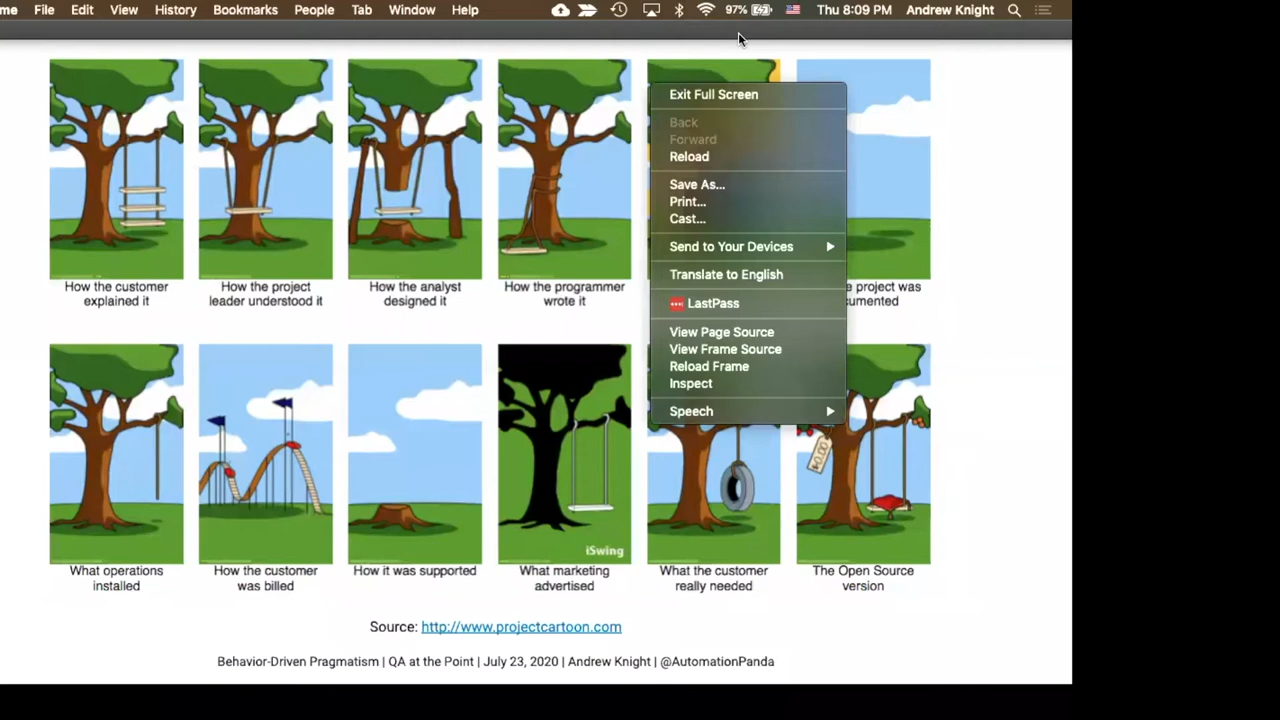 me File Edit View History Bookmarks People Tab Window Help 97% Thu 8:09 PM Andrew Knight
How the customer
explained it
How the project
leader understood it
How the analyst
designed it
How the programmer
wrote it
Exit Full Screen
Back
Forward
Reload
Save As...
Print...
Cast...
Send to Your Devices
Translate to English
LastPass
View Page Source
View Frame Source
Reload Frame
Inspect
Speech
e project was
umented
$0.00
iSwing
What operations
installed
How the customer
was billed
How it was supported
What marketing
advertised
What the customer
really needed
The Open Source
version
Source: http://www.projectcartoon.com
Behavior-Driven Pragmatism | QA at the Point | July 23, 2020 | Andrew Knight | @AutomationPanda